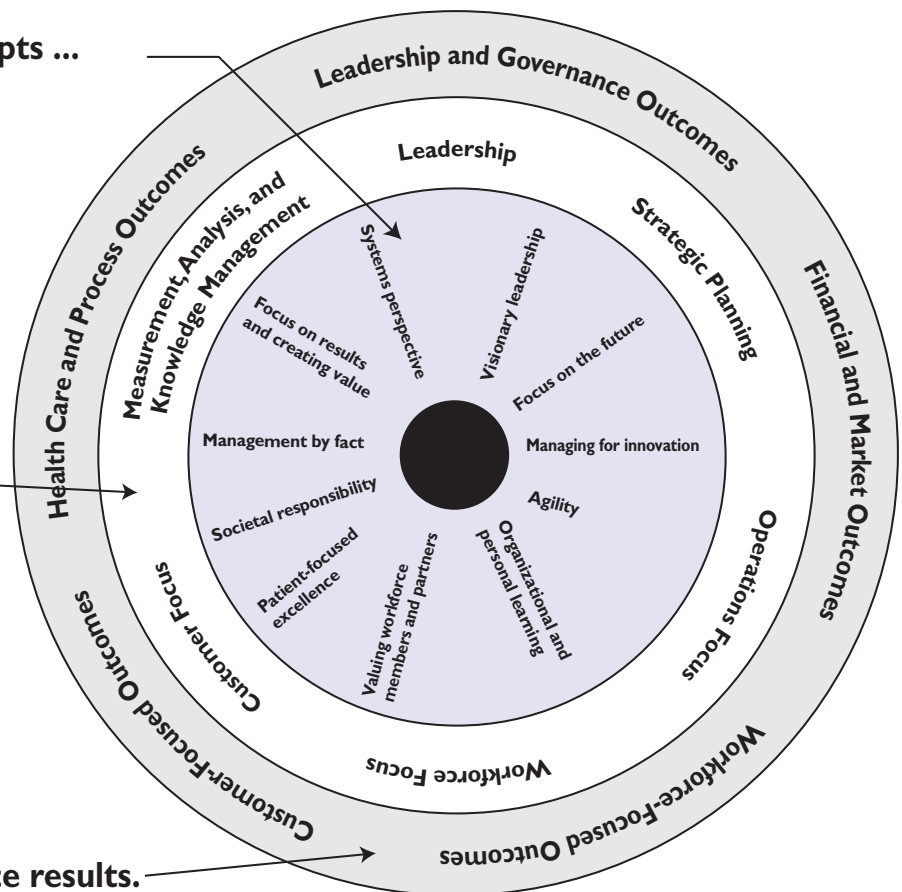 pts ...
Leadership and Governance Outcomes
Financial and Market Outcomes
Workforce-Focused Outcomes
Customer-Focused Outcomes
Health Care and Process Outcomes
Leadership
Strategic Planning
Operations Focus
Workforce Focus
Customer Focus
Measurement, Analysis, and
Knowledge Management
Systems perspective
Visionary leadership
Focus on the future
Managing for innovation
Agility
Organizational and
personal learning
Valuing workforce
members and partners
Patient-focused
excellence
Societal responsibility
Management by fact
Focus on results
and creating value
ce results.